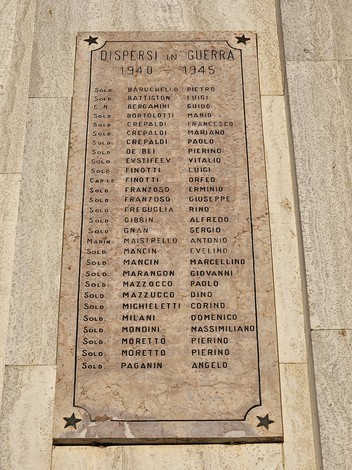 DISPERSI IN GUERRA
1940 - 1945
SOLD. BARUCHELLO PIETRO
SOLD. BATTISTON LUIGI
C.N. BERGAMINI GUIDO
SOLD. BORTOLOTTI MARIO
SOLD. CREPALDI FRANCESCO
SOLD. CREPALDI MARIANO
SOLD. CREPALDI PAOLO
SOLD. DE BEI PIERINO
SOLD. EVSTIFEEV VITALIO
SOLD. FINOTTI LUIGI
CAP.LE FINOTTI ORFEO
SOLD. FRANZOSO ERMINIO
SOLD. FRANZOSO GIUSEPPE
SOLD. FREGUGLIA RINO
SOLD. GIBBIN ALFREDO
SOLD. GNAN SERGIO
MARIN. MAISTRELLO ANTONIO
SOLD. MANCIN EVELINO
SOLD. MANCIN MARCELLINO
SOLD. MARANGON GIOVANNI
SOLD. MAZZOCCO PAOLO
SOLD. MAZZUCCO DINO
SOLD. MICHIELETTI CORINO
SOLD. MILANI DOMENICO
SOLD. MONDINI MASSIMILIANO
SOLD. MORETTO PIERINO
SOLD. MORETTO PIERINO
SOLD. PAGANIN ANGELO